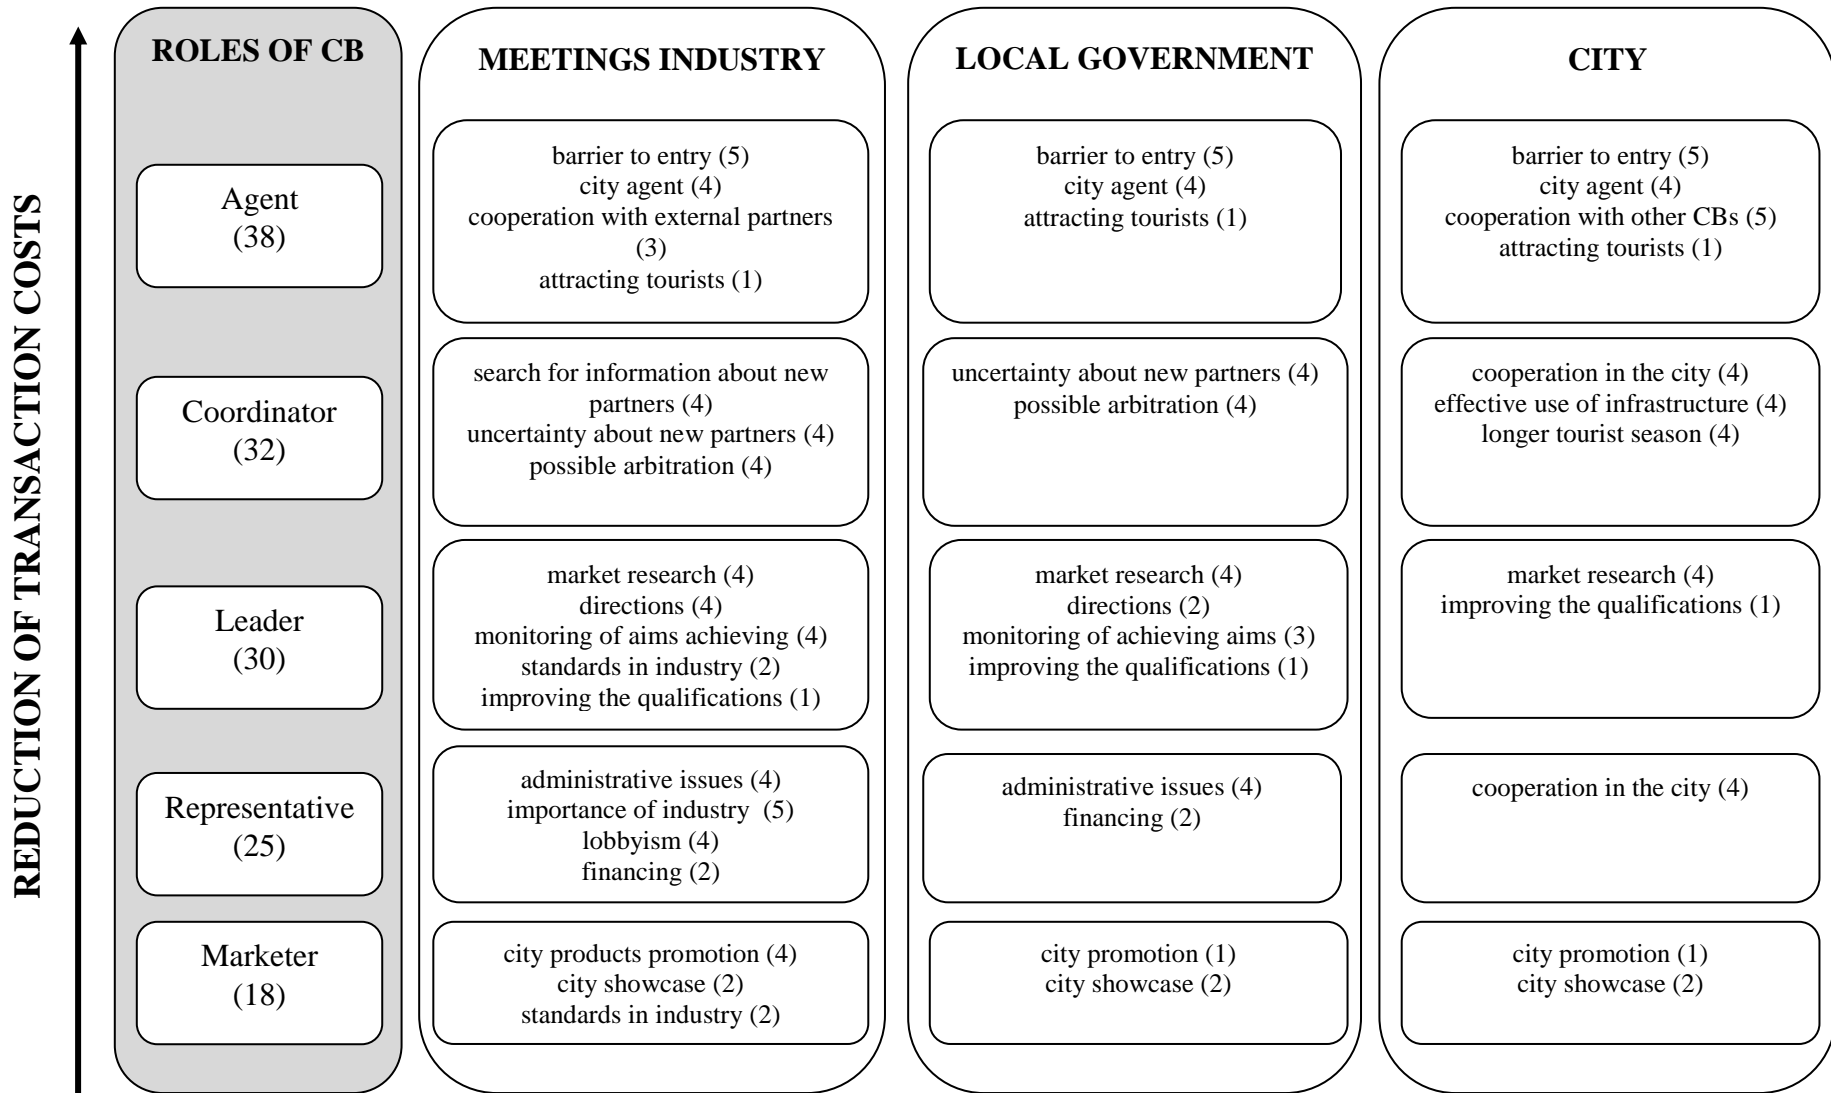 REDUCTION OF TRANSACTION COSTS
ROLES OF CB
Agent
(38)
Coordinator
(32)
Leader
(30)
Representative
(25)
Marketer
(18)
MEETINGS INDUSTRY
barrier to entry (5)
city agent (4)
cooperation with external partners
(3)
attracting tourists (1)
search for information about new
partners (4)
uncertainty about new partners (4)
possible arbitration (4)
market research (4)
directions (4)
monitoring of aims achieving (4)
standards in industry (2)
improving the qualifications (1)
administrative issues (4)
importance of industry (5)
lobbyism (4)
financing (2)
city products promotion (4)
city showcase (2)
standards in industry (2)
LOCAL GOVERNMENT
barrier to entry (5)
city agent (4)
attracting tourists (1)
uncertainty about new partners (4)
possible arbitration (4)
market research (4)
directions (2)
monitoring of achieving aims (3)
improving the qualifications (1)
administrative issues (4)
financing (2)
city promotion (1)
city showcase (2)
CITY
barrier to entry (5)
city agent (4)
cooperation with other CBs (5)
attracting tourists (1)
cooperation in the city (4)
effective use of infrastructure (4)
longer tourist season (4)
market research (4)
improving the qualifications (1)
cooperation in the city (4)
city promotion (1)
city showcase (2)